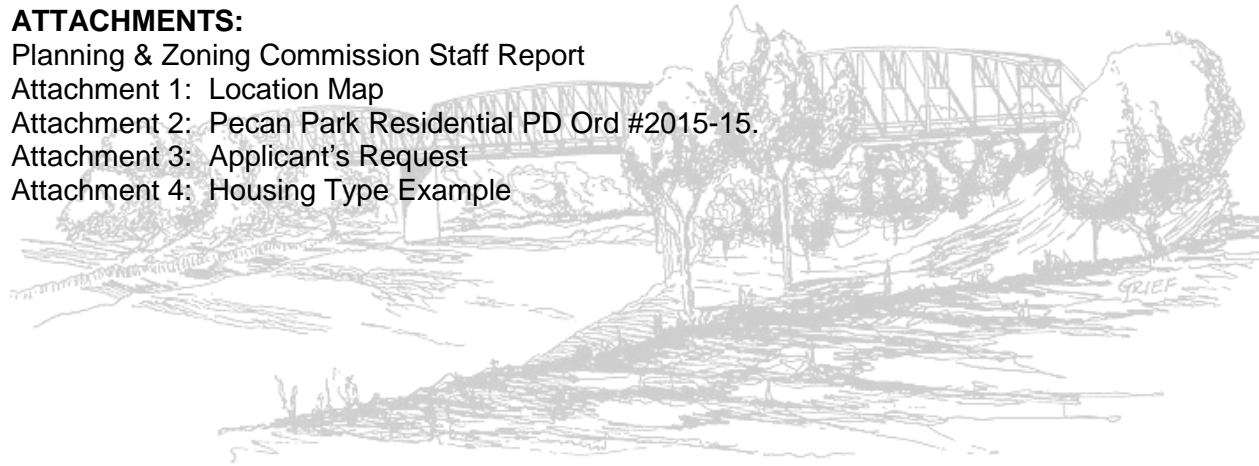 ATTACHMENTS:
Planning & Zoning Commission Staff Report
Attachment 1: Location Map
Attachment 2: Pecan Park Residential PD Ord #2015-15.
Attachment 3: Applicant's Request
Attachment 4: Housing Type Example
GRIEF